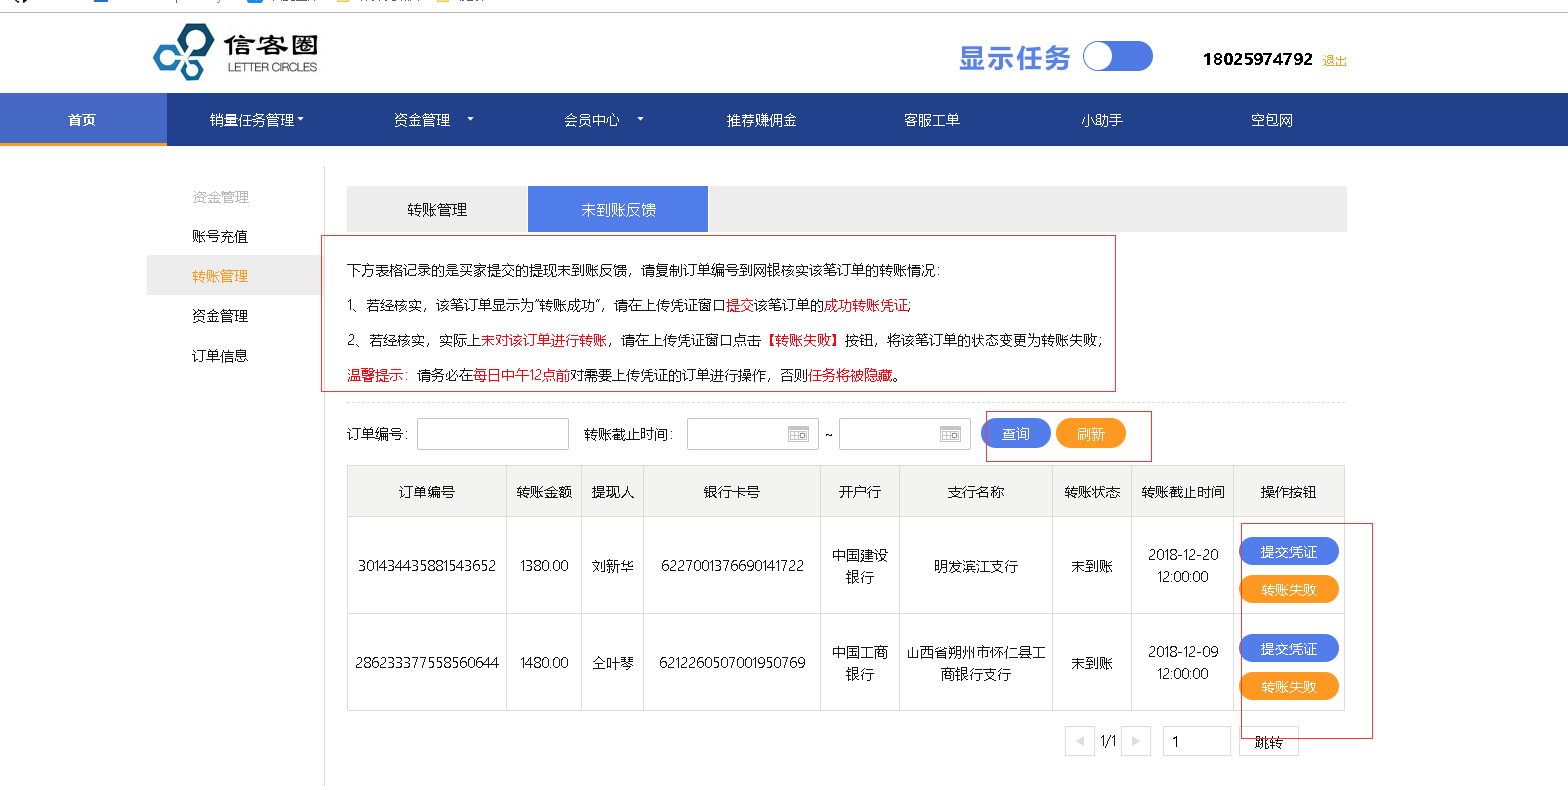 信客圈
LETTER CIRCLES
显示任务
18025974792 退出
首页 销量任务管理 资金管理 会员中心 推荐赚佣金 客服工单 小助手 空包网
资金管理
账号充值
转账管理
资金管理
订单信息
转账管理 未到账反馈
下方表格记录的是买家提交的提现未到账反馈，请复制订单编号到网银核实该笔订单的转账情况：
1、若经核实，该笔订单显示为“转账成功”，请在上传凭证窗口提交该笔订单的成功转账凭证;
2、若经核实，实际上未对该订单进行转账，请在上传凭证窗口点击【转账失败】按钮，将该笔订单的状态变更为转账失败；
温馨提示：请务必在每日中午12点前对需要上传凭证的订单进行操作，否则任务将被隐藏。
订单编号： 转账截止时间： ~ 查询 刷新
订单编号 转账金额 提现人 银行卡号 开户行 支行名称 转账状态 转账截止时间 操作按钮
301434435881543652 1380.00 刘新华 6227001376690141722 中国建设银行 明发滨江支行 未到账 2018-12-20 12:00:00 提交凭证 转账失败
286233377558560644 1480.00 仝叶琴 6212260507001950769 中国工商银行 山西省朔州市怀仁县工商银行支行 未到账 2018-12-09 12:00:00 提交凭证 转账失败
1/1 1 跳转